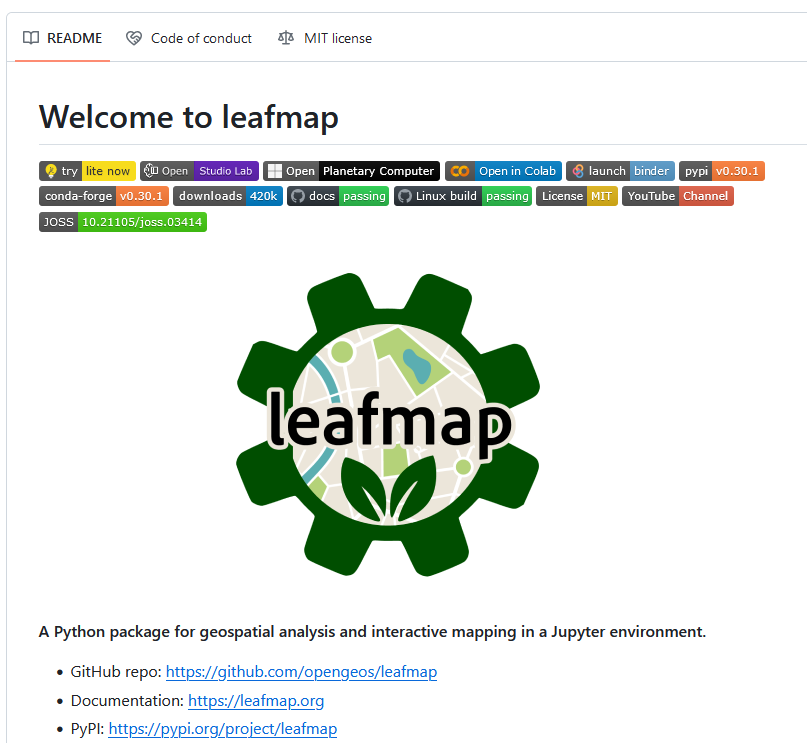 README Code of conduct MIT license
Welcome to leafmap
try lite now Open Studio Lab Open Planetary Computer Open in Colab launch binder pypi v0.30.1
conda-forge v0.30.1 downloads 420k docs passing Linux build passing License MIT YouTube Channel
JOSS 10.21105/joss.03414
leafmap
A Python package for geospatial analysis and interactive mapping in a Jupyter environment.
• GitHub repo: https://github.com/opengeos/leafmap
• Documentation: https://leafmap.org
• PyPI: https://pypi.org/project/leafmap